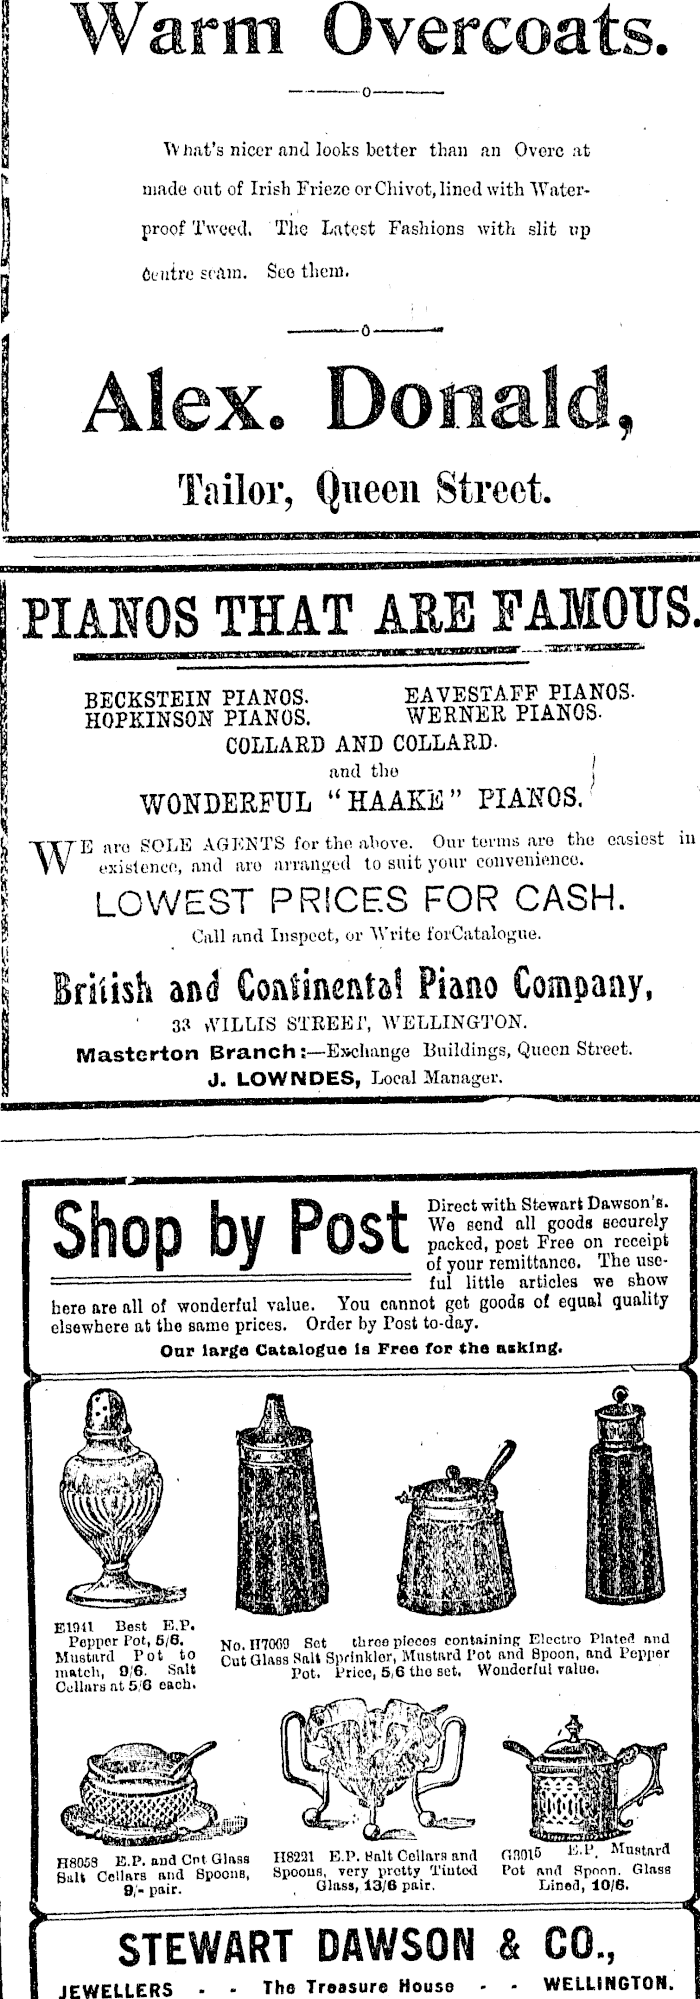 Warm Overcoats.
What's nicer and looks better than an Overc at
made out of Irish Frieze or Chivot, lined with Water-
proof Tweed. The Latest Fashions with slit up
centre seam. See them.
Alex. Donald,
Tailor, Queen Street.
PIANOS THAT ARE FAMOUS.
BECKSTEIN PIANOS. EAVESTAFF PIANOS.
HOPKINSON PIANOS. WERNER PIANOS.
COLLARD AND COLLARD.
and the
WONDERFUL "HAAKE" PIANOS.
WE are SOLE AGENTS for the above. Our terms are the easiest in
existence, and are arranged to suit your convenience.
LOWEST PRICES FOR CASH.
Call and Inspect, or Write forCatalogue.
British and Continental Piano Company,
33 WILLIS STREET, WELLINGTON.
Masterton Branch:—Exchange Buildings, Queen Street.
J. LOWNDES, Local Manager.
Shop by Post
Direct with Stewart Dawson's.
We send all goods securely
packed, post Free on receipt
of your remittance. The use-
ful little articles we show
here are all of wonderful value. You cannot get goods of equal quality
elsewhere at the same prices. Order by Post to-day.
Our large Catalogue is Free for the asking.
E1941 Best E.P.
Pepper Pot, 5/6.
Mustard Pot to
match, 9/6. Salt
Cellars at 5/6 each.
No. H7069 Set three pieces containing Electro Plated and
Cut Glass Salt Sprinkler, Mustard Pot and Spoon, and Pepper
Pot. Price, 5/6 the set. Wonderful value.
H8058 E.P. and Cut Glass
Salt Cellars and Spoons,
9/- pair.
H8221 E.P. Salt Cellars and
Spoons, very pretty Tinted
Glass, 13/6 pair.
G3015 E.P. Mustard
Pot and Spoon. Glass
Lined, 10/6.
STEWART DAWSON & CO.,
JEWELLERS - - The Treasure House - - WELLINGTON.